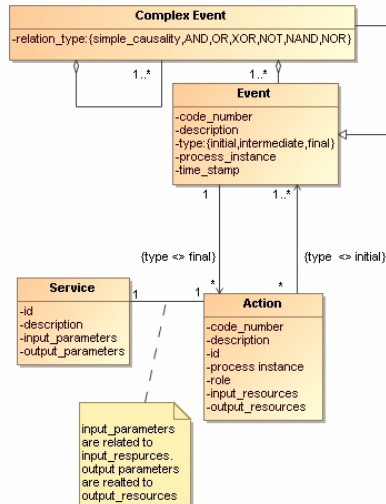 Complex Event
-relation_type:{simple_causality,AND,OR,XOR,NOT,NAND,NOR}
1..*
1..*
Event
-code_number
-description
-type:{initial,intermediate,final}
-process_instance
-time_stamp
1
1..*
{type <> final}
{type <> initial}
*
*
Service
-id
-description
-input_parameters
-output_parameters
1
1
Action
-code_number
-description
-id
-process instance
-role
-input_resources
-output_resources
input_parameters
are related to
input_respurces.
output parameters
are realted to
output_resources